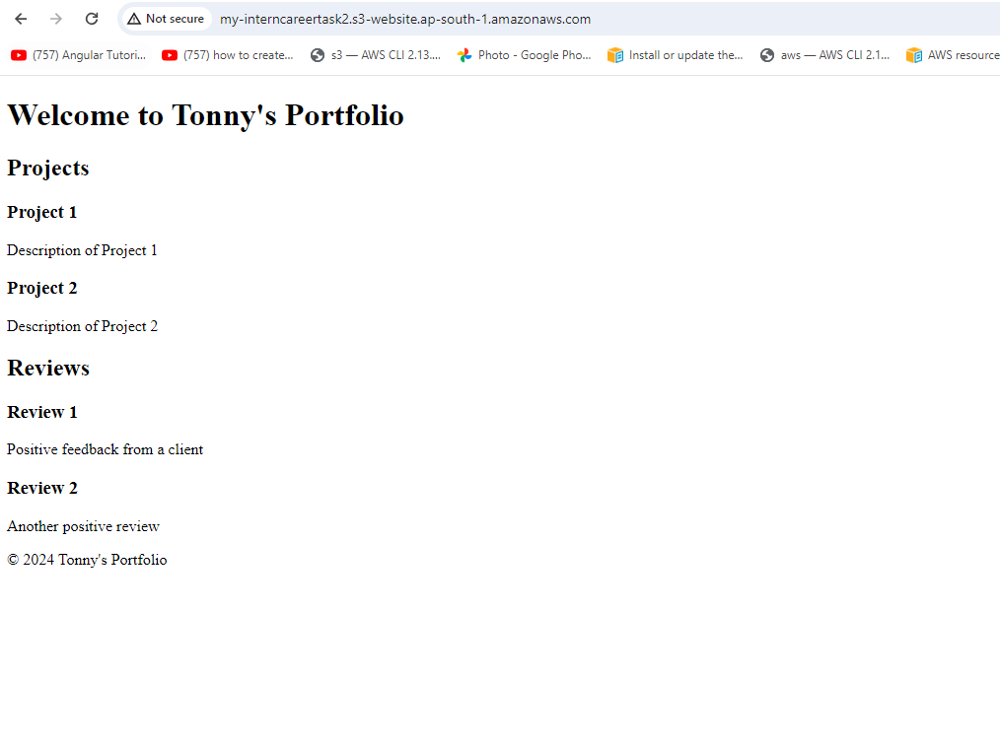 Not secure my-interncareertask2.s3-website.ap-south-1.amazonaws.com
(757) Angular Tutori... (757) how to create... s3 — AWS CLI 2.13.... Photo - Google Pho... Install or update the... aws — AWS CLI 2.1... AWS resource
Welcome to Tonny's Portfolio
Projects
Project 1
Description of Project 1
Project 2
Description of Project 2
Reviews
Review 1
Positive feedback from a client
Review 2
Another positive review
© 2024 Tonny's Portfolio